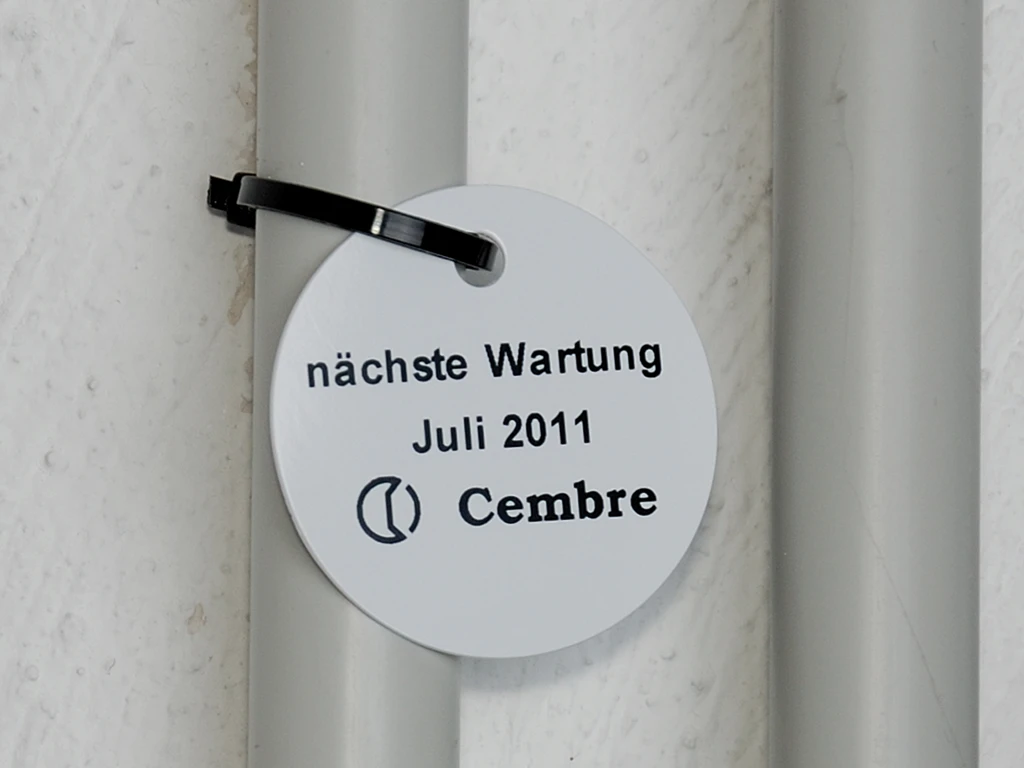 nächste Wartung
Juli 2011
Cembre